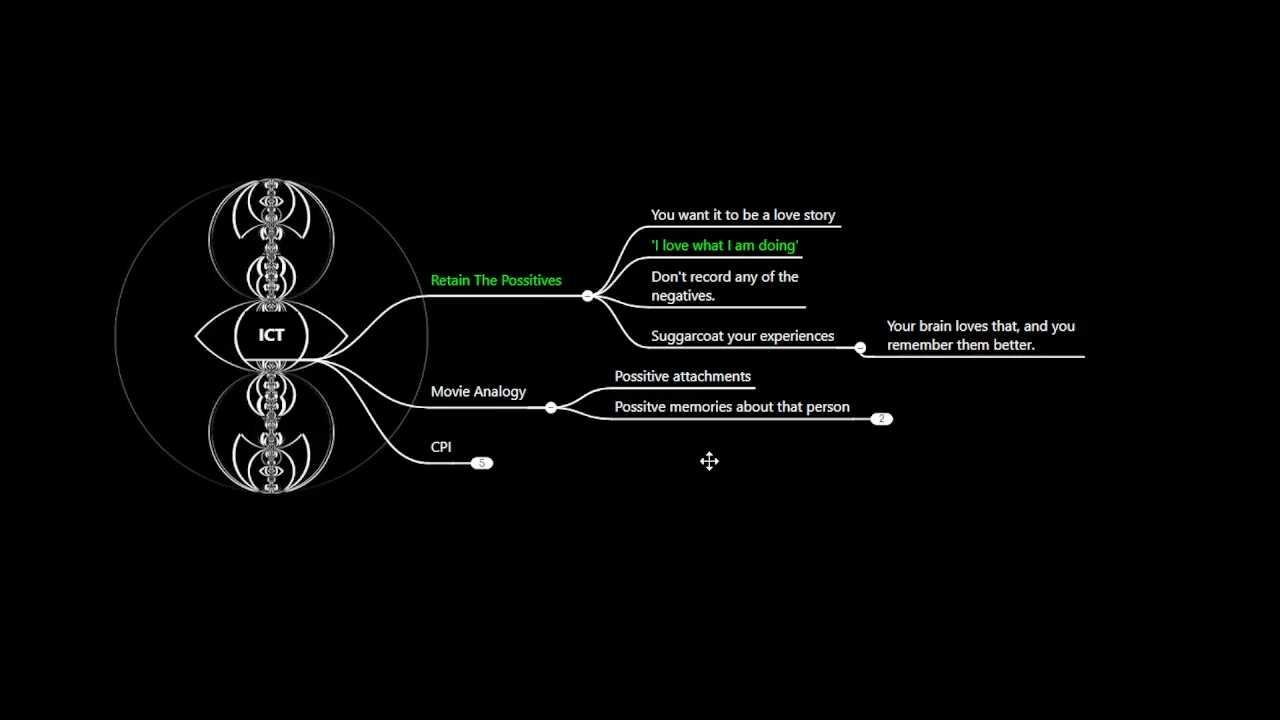 You want it to be a love story
'I love what I am doing'
Retain The Possitives
Don't record any of the
negatives.
ICT
Suggarcoat your experiences
Your brain loves that, and you
remember them better.
Movie Analogy
Possitive attachments
Possitve memories about that person
2
CPI
5